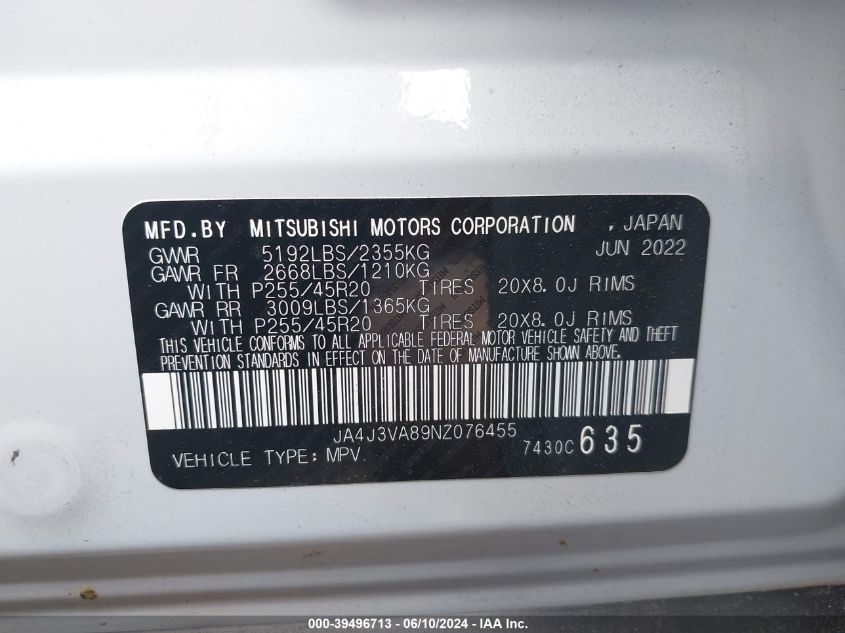 MFD.BY MITSUBISHI MOTORS CORPORATION , JAPAN
GVWR 5192LBS/2355KG JUN 2022
GAWR FR 2668LBS/1210KG
WITH P255/45R20 TIRES 20X8.0J RIMS
GAWR RR 3009LBS/1365KG
WITH P255/45R20 TIRES 20X8.0J RIMS
THIS VEHICLE CONFORMS TO ALL APPLICABLE FEDERAL MOTOR VEHICLE SAFETY AND THEFT
PREVENTION STANDARDS IN EFFECT ON THE DATE OF MANUFACTURE SHOWN ABOVE.
JA4J3VA89NZ076455
VEHICLE TYPE: MPV 7430C 635
000-39496713 - 06/10/2024 - IAA Inc.